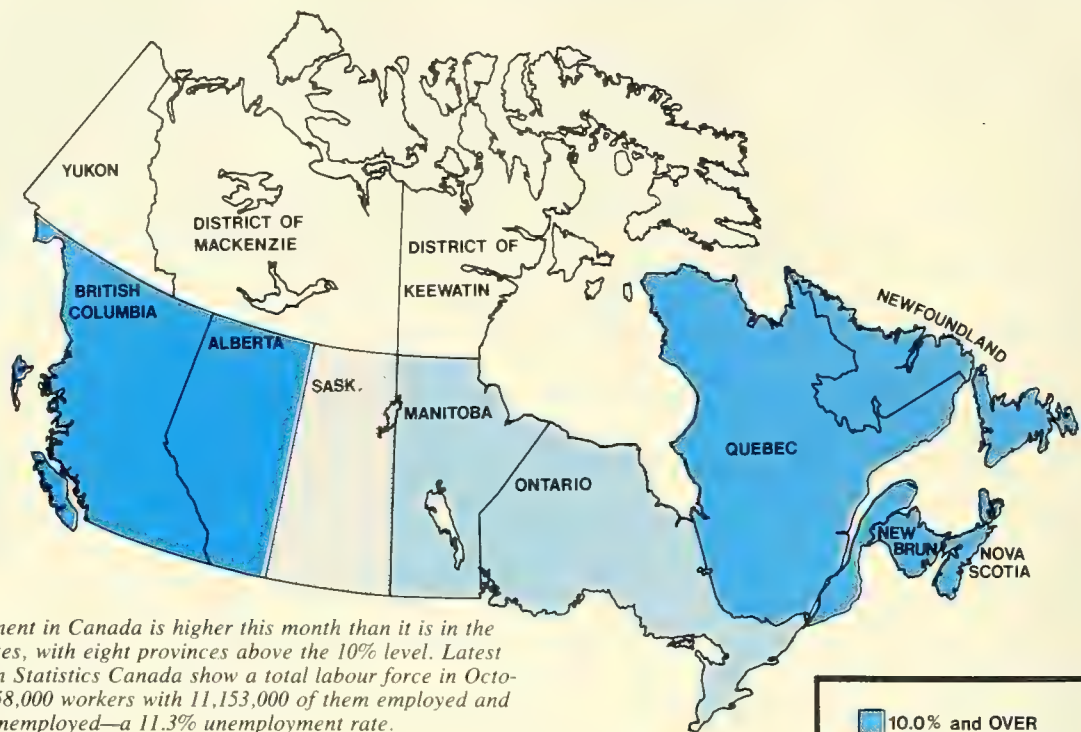 YUKON
DISTRICT OF
MACKENZIE
DISTRICT OF
KEEWATIN
BRITISH
COLUMBIA
ALBERTA
SASK.
MANITOBA
ONTARIO
QUEBEC
NEWFOUNDLAND
NEW
BRUN
NOVA
SCOTIA
ment in Canada is higher this month than it is in the
es, with eight provinces above the 10% level. Latest
n Statistics Canada show a total labour force in Octo-
58,000 workers with 11,153,000 of them employed and
nemployed—a 11.3% unemployment rate.
10.0% and OVER